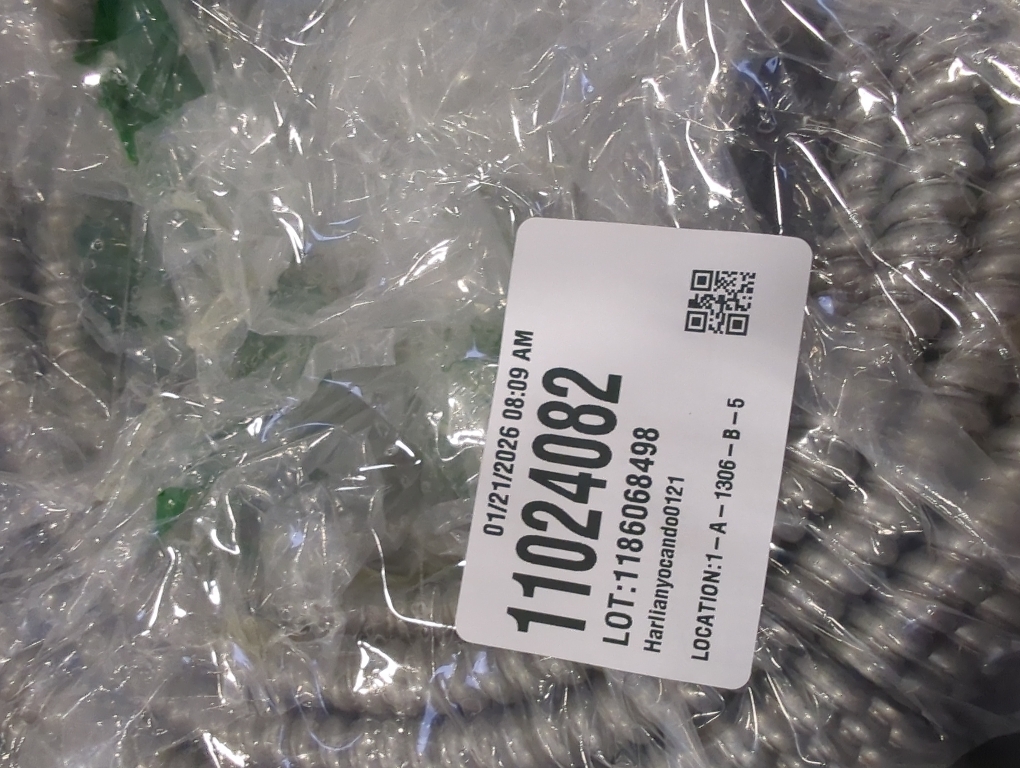 01/21/2026 08:09 AM
11024082
LOT:1186068498
Harlianyocando0121
LOCATION:1-A-1306-B-5